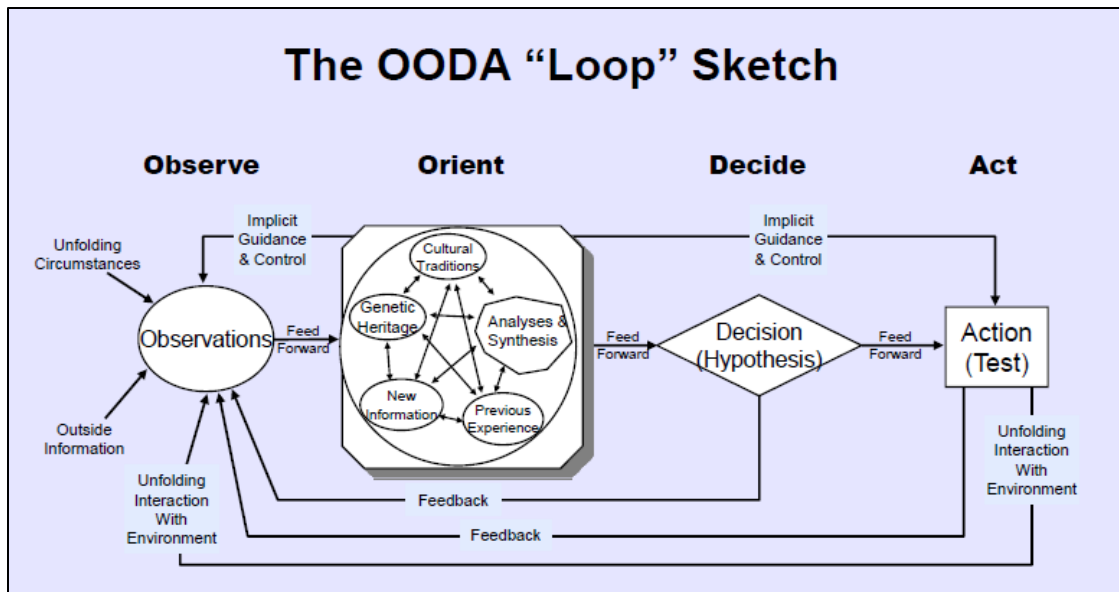 The OODA “Loop” Sketch
Observe
Orient
Decide
Act
Implicit
Guidance
& Control
Implicit
Guidance
& Control
Unfolding
Circumstances
Cultural
Traditions
Genetic
Heritage
Analyses &
Synthesis
Observations
Feed
Forward
Feed
Forward
Decision
(Hypothesis)
Feed
Forward
Action
(Test)
New
Information
Previous
Experience
Outside
Information
Unfolding
Interaction
With
Environment
Unfolding
Interaction
With
Environment
Feedback
Feedback